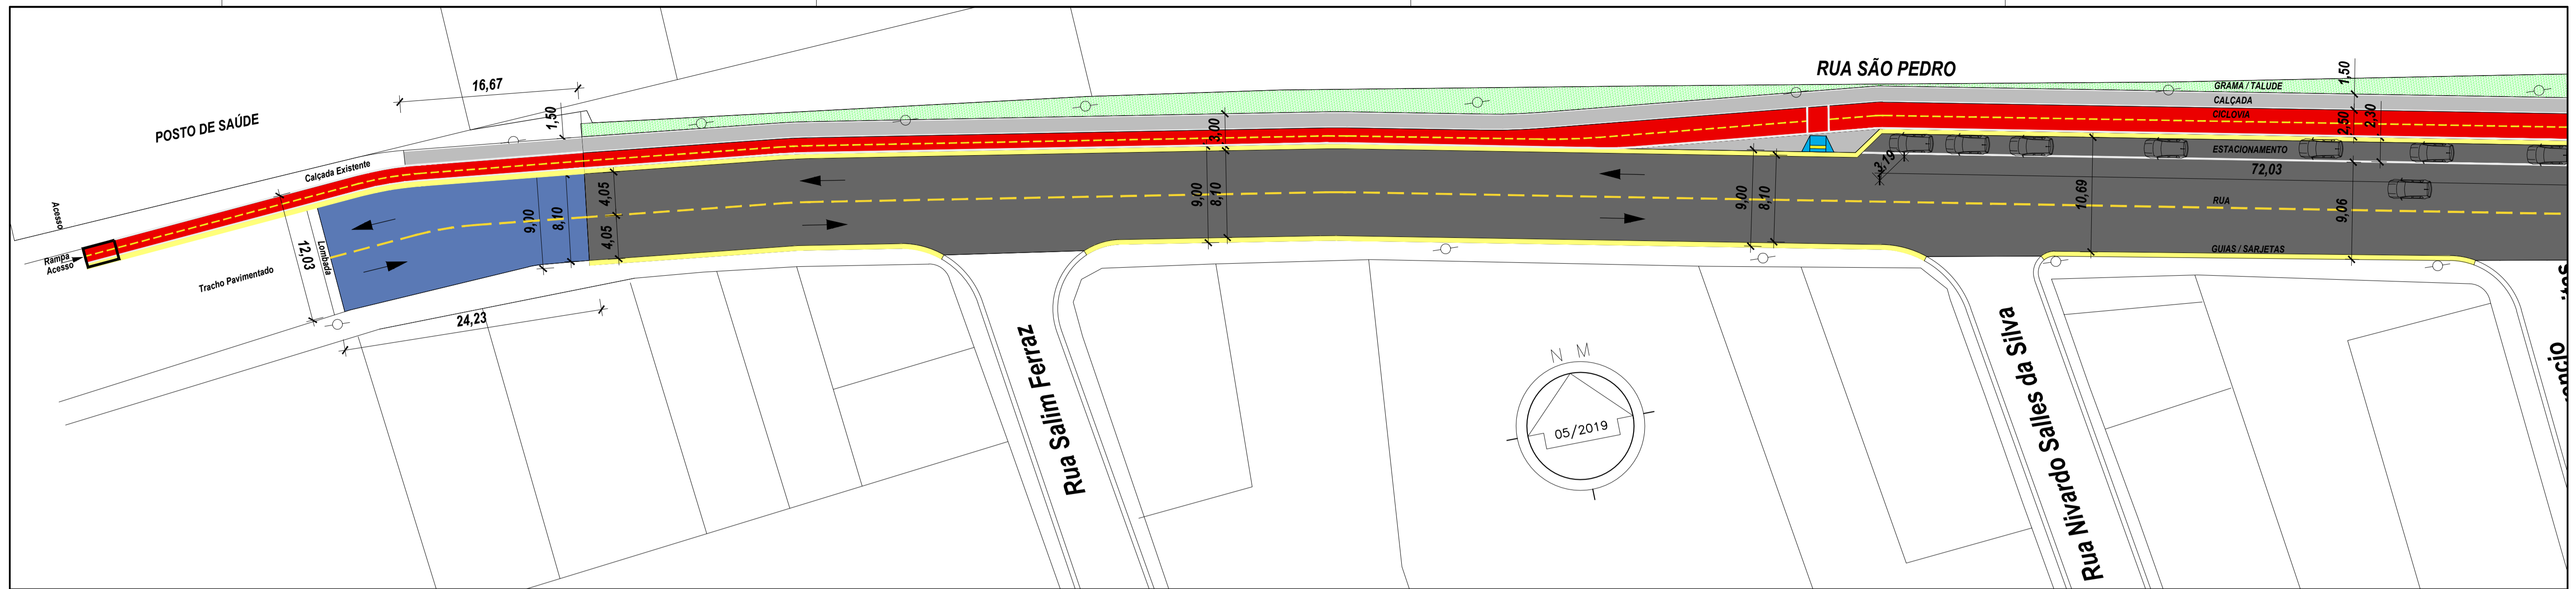 RUA SÃO PEDRO
16,67
POSTO DE SAÚDE
1,50
3,00
1,50
GRAMA / TALUDE
CALÇADA
CICLOVIA
2,50
2,30
ESTACIONAMENTO
3,19
72,03
Calçada Existente
Acesso
Rampa
Acesso
12,03
Lombada
Tracho Pavimentado
9,00
8,10
4,05
4,05
9,00
8,10
9,00
8,10
10,69
RUA
9,06
GUIAS / SARJETAS
24,23
Rua Salim Ferraz
N M
05/2019
Rua Nivardo Salles da Silva